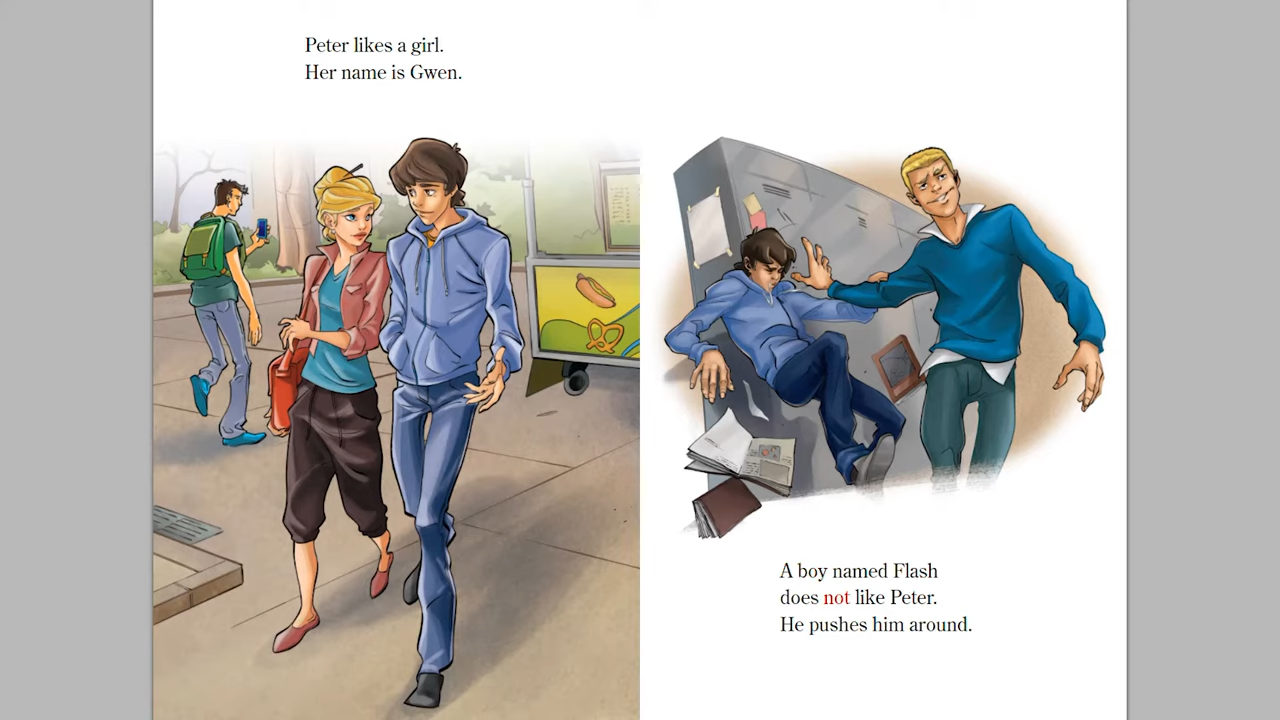 Peter likes a girl.
Her name is Gwen.
A boy named Flash
does not like Peter.
He pushes him around.